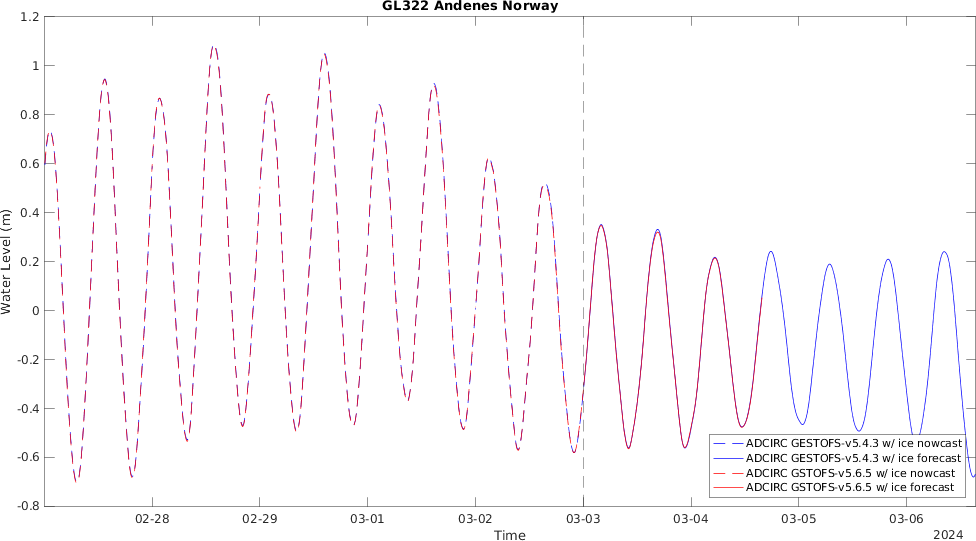 GL322 Andenes Norway
1.2
1
0.8
0.6
0.4
0.2
0
-0.2
-0.4
-0.6
-0.8
Water Level (m)
ADCIRC GESTOFS-v5.4.3 w/ ice nowcast
ADCIRC GESTOFS-v5.4.3 w/ ice forecast
ADCIRC GSTOFS-v5.6.5 w/ ice nowcast
ADCIRC GSTOFS-v5.6.5 w/ ice forecast
02-28 02-29 03-01 03-02 03-03 03-04 03-05 03-06
Time 2024